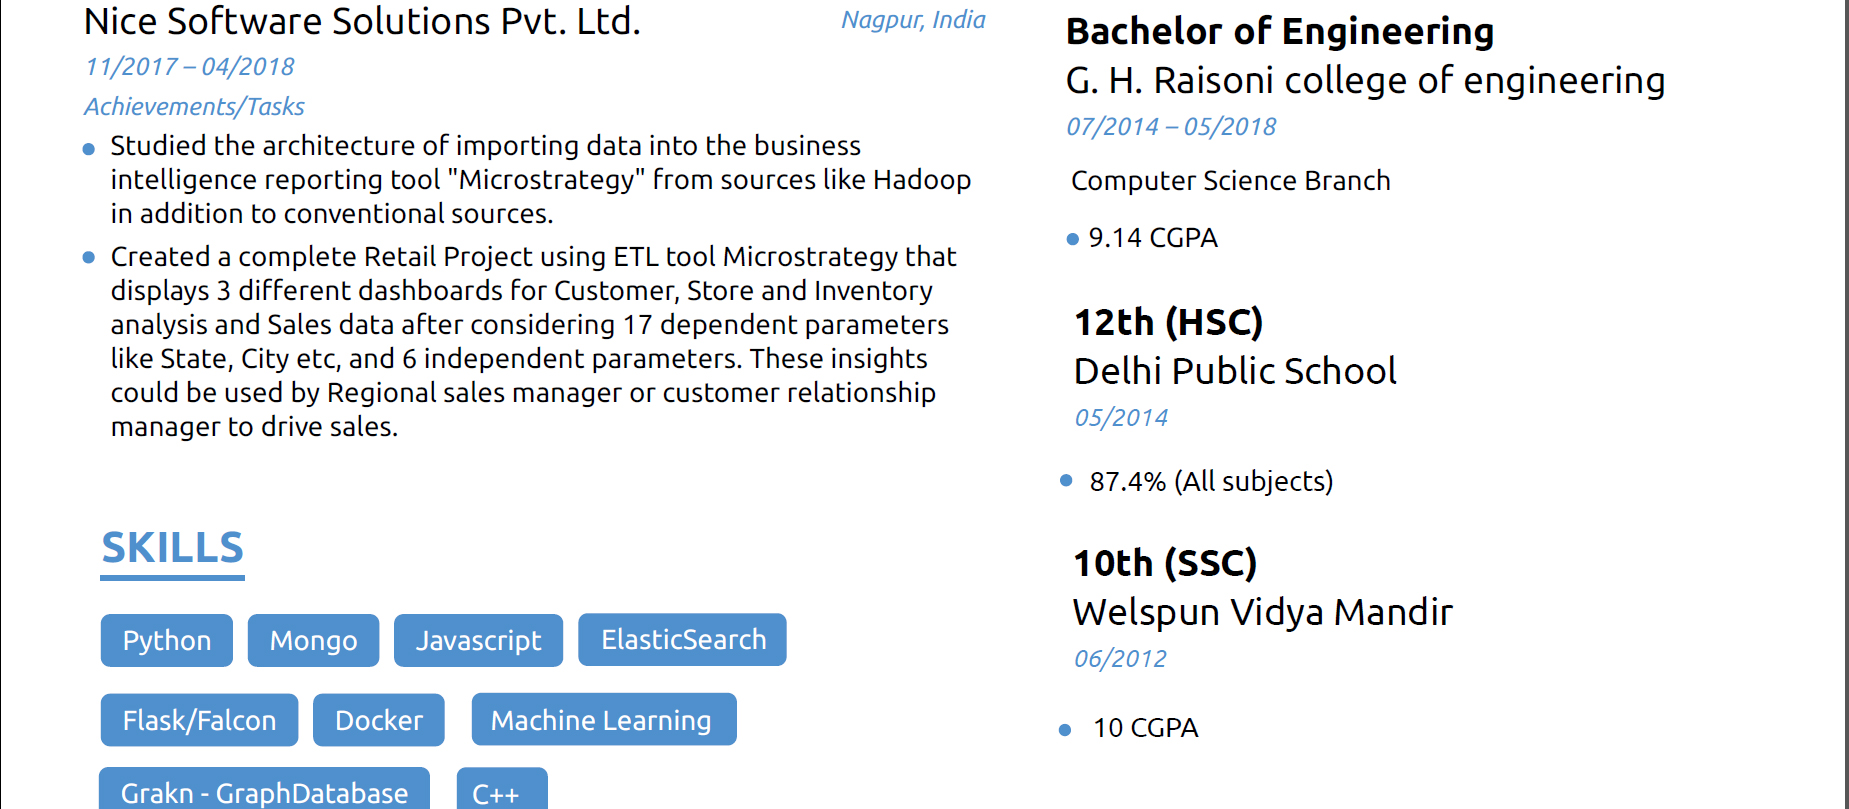 Nice Software Solutions Pvt. Ltd.
Nagpur, India
11/2017 – 04/2018
Achievements/Tasks
Studied the architecture of importing data into the business
intelligence reporting tool "Microstrategy" from sources like Hadoop
in addition to conventional sources.
Created a complete Retail Project using ETL tool Microstrategy that
displays 3 different dashboards for Customer, Store and Inventory
analysis and Sales data after considering 17 dependent parameters
like State, City etc, and 6 independent parameters. These insights
could be used by Regional sales manager or customer relationship
manager to drive sales.
SKILLS
Python Mongo Javascript ElasticSearch
Flask/Falcon Docker Machine Learning
Grakn - GraphDatabase C++
Bachelor of Engineering
G. H. Raisoni college of engineering
07/2014 – 05/2018
Computer Science Branch
9.14 CGPA
12th (HSC)
Delhi Public School
05/2014
87.4% (All subjects)
10th (SSC)
Welspun Vidya Mandir
06/2012
10 CGPA